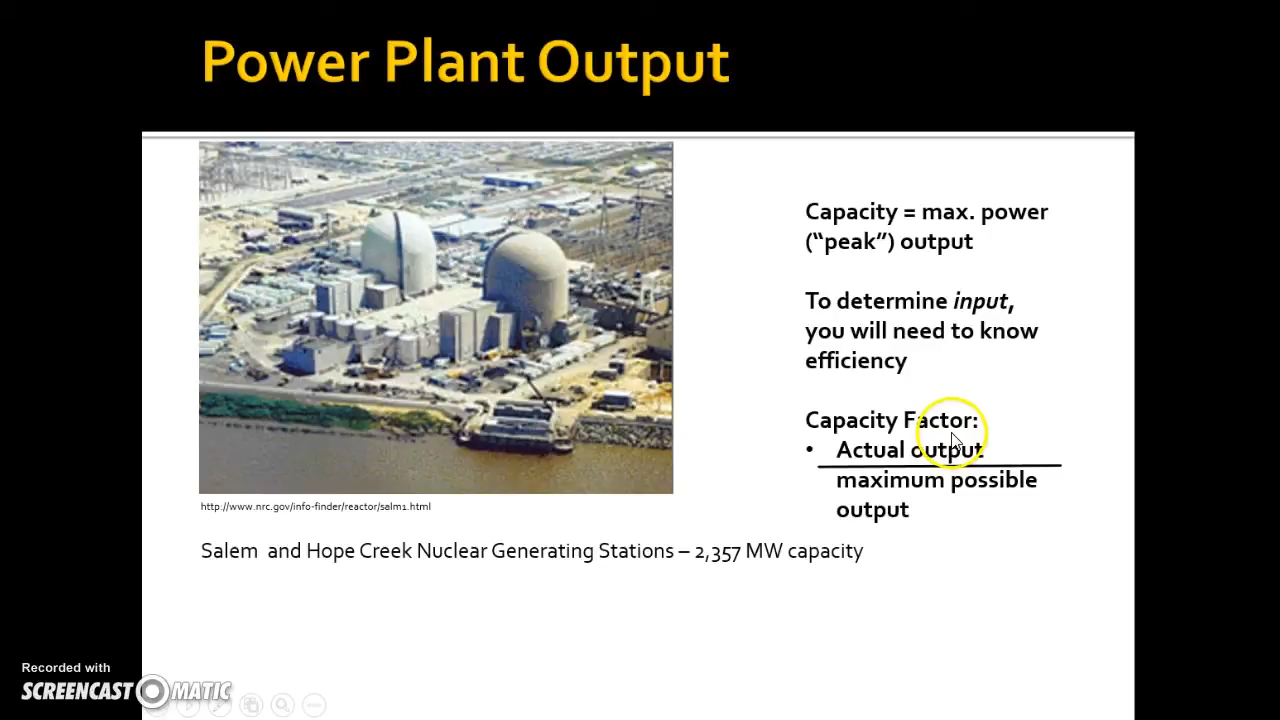 Power Plant Output
Capacity = max. power
(“peak”) output
To determine input,
you will need to know
efficiency
Capacity Factor:
• Actual output
maximum possible
output
http://www.nrc.gov/info-finder/reactor/salm1.html
Salem and Hope Creek Nuclear Generating Stations – 2,357 MW capacity
Recorded with
SCREENCAST MATIC